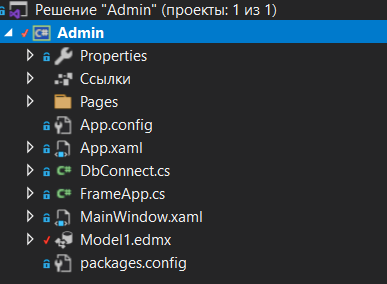 Решение "Admin" (проекты: 1 из 1)
C# Admin
Properties
Ссылки
Pages
App.config
App.xaml
C# DbConnect.cs
C# FrameApp.cs
MainWindow.xaml
Model1.edmx
packages.config